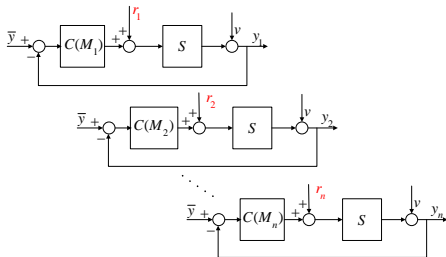 r₁
ȳ + − C(M₁) + + S v y₁
r₂
ȳ + − C(M₂) + + S v y₂
. . . . . .
rₙ
ȳ + − C(Mₙ) + + S v yₙ